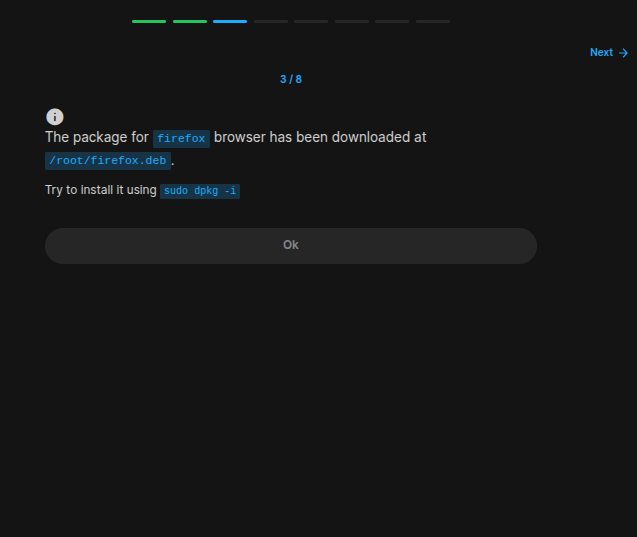 Next →
3 / 8
The package for firefox browser has been downloaded at
/root/firefox.deb.
Try to install it using sudo dpkg -i
Ok